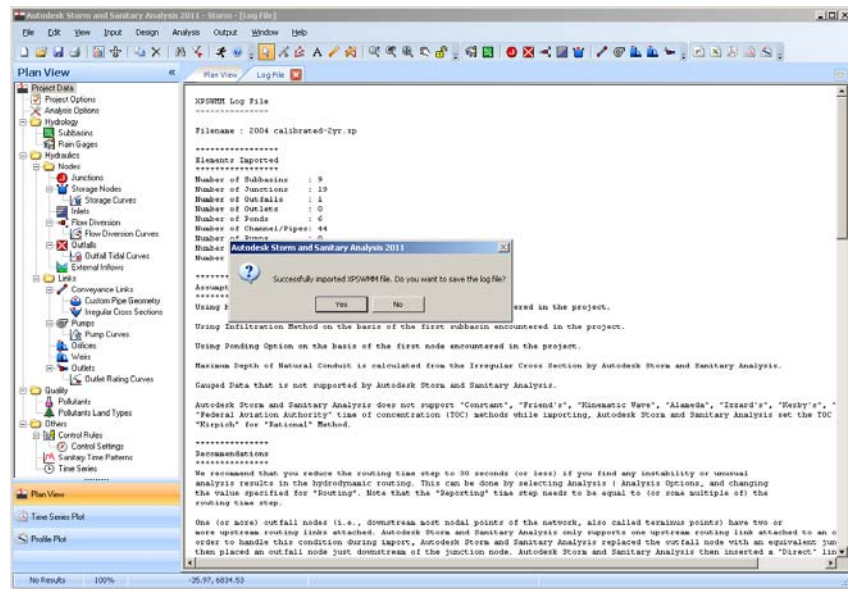 Autodesk Storm and Sanitary Analysis 2011 - Storm - [Log File]
File Edit View Input Design Analysis Output Window Help
Plan View
Project Data
Project Options
Analysis Options
Hydrology
Subbasins
Rain Gages
Hydraulics
Nodes
Junctions
Storage Nodes
Storage Curves
Inlets
Flow Diversion
Flow Diversion Curves
Outfalls
Outfall Tidal Curves
External Inflows
Links
Conveyance Links
Custom Pipe Geometry
Irregular Cross Sections
Pumps
Pump Curves
Orifices
Weirs
Outlets
Outlet Rating Curves
Quality
Pollutants
Pollutants Land Types
Others
Control Rules
Control Settings
Sanitary Time Patterns
Time Series
Plan View
Time Series Plot
Profile Plot
Plan View Log File
XPSWMM Log File
---------------
Filename : 2004 calibrated-2yr.xp
*****************
Elements Imported
*****************
Number of Subbasins : 9
Number of Junctions : 19
Number of Outfalls : 1
Number of Outlets : 0
Number of Ponds : 6
Number of Channel/Pipes: 44
Number of Pumps : 0
Number
Number
Autodesk Storm and Sanitary Analysis 2011
Successfully imported XPSWMM file. Do you want to save the log file?
Yes No
Assumpt
Using ered in the project.
Using Infiltration Method on the basis of the first subbasin encountered in the project.
Using Ponding Option on the basis of the first node encountered in the project.
Maximum Depth of Natural Conduit is calculated from the Irregular Cross Section by Autodesk Storm and Sanitary Analysis.
Gauged Data that is not supported by Autodesk Storm and Sanitary Analysis.
Autodesk Storm and Sanitary Analysis does not support "Constant", "Friend's", "Kinematic Wave", "Alameda", "Izzard's", "Kerby's", "
"Federal Aviation Authority" time of concentration (TOC) methods while importing, Autodesk Storm and Sanitary Analysis set the TOC
"Kirpich" for "Rational" Method.
***************
Recommendations
***************
We recommend that you reduce the routing time step to 30 seconds (or less) if you find any instability or unusual
analysis results in the hydrodynamic routing. This can be done by selecting Analysis | Analysis Options, and changing
the value specified for "Routing". Note that the "Reporting" time step needs to be equal to (or some multiple of) the
routing time step.
One (or more) outfall nodes (i.e., downstream most nodal points of the network, also called terminus points) have two or
more upstream routing links attached. Autodesk Storm and Sanitary Analysis only supports one upstream routing link attached to an o
order to handle this condition during import, Autodesk Storm and Sanitary Analysis replaced the outfall node with an equivalent jun
then placed an outfall node just downstream of the junction node. Autodesk Storm and Sanitary Analysis then inserted a "Direct" lin
No Results 100% -35.97, 6834.53